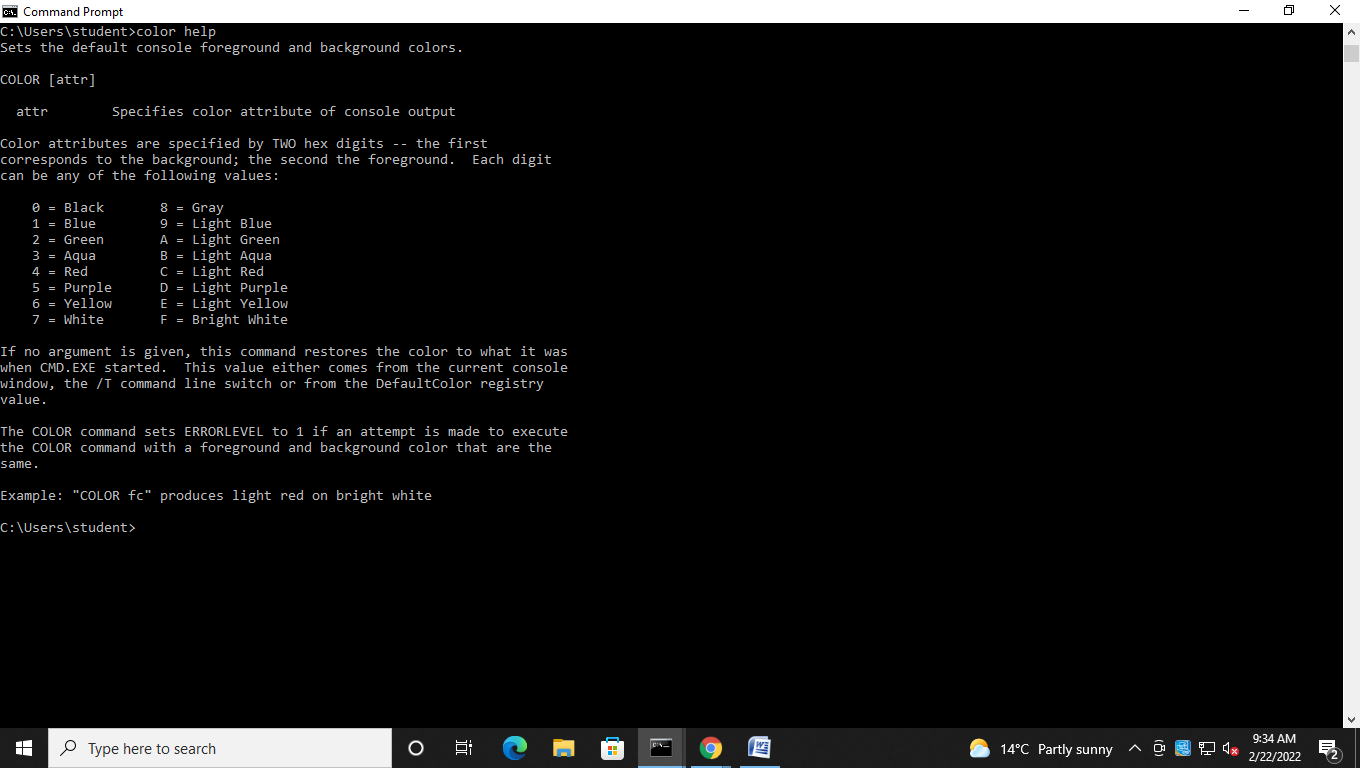 Command Prompt
C:\Users\student>color help
Sets the default console foreground and background colors.
COLOR [attr]
  attr        Specifies color attribute of console output
Color attributes are specified by TWO hex digits -- the first
corresponds to the background; the second the foreground.  Each digit
can be any of the following values:
    0 = Black       8 = Gray
    1 = Blue        9 = Light Blue
    2 = Green       A = Light Green
    3 = Aqua        B = Light Aqua
    4 = Red         C = Light Red
    5 = Purple      D = Light Purple
    6 = Yellow      E = Light Yellow
    7 = White       F = Bright White
If no argument is given, this command restores the color to what it was
when CMD.EXE started.  This value either comes from the current console
window, the /T command line switch or from the DefaultColor registry
value.
The COLOR command sets ERRORLEVEL to 1 if an attempt is made to execute
the COLOR command with a foreground and background color that are the
same.
Example: "COLOR fc" produces light red on bright white
C:\Users\student>
Type here to search
14°C Partly sunny
9:34 AM
2/22/2022
2